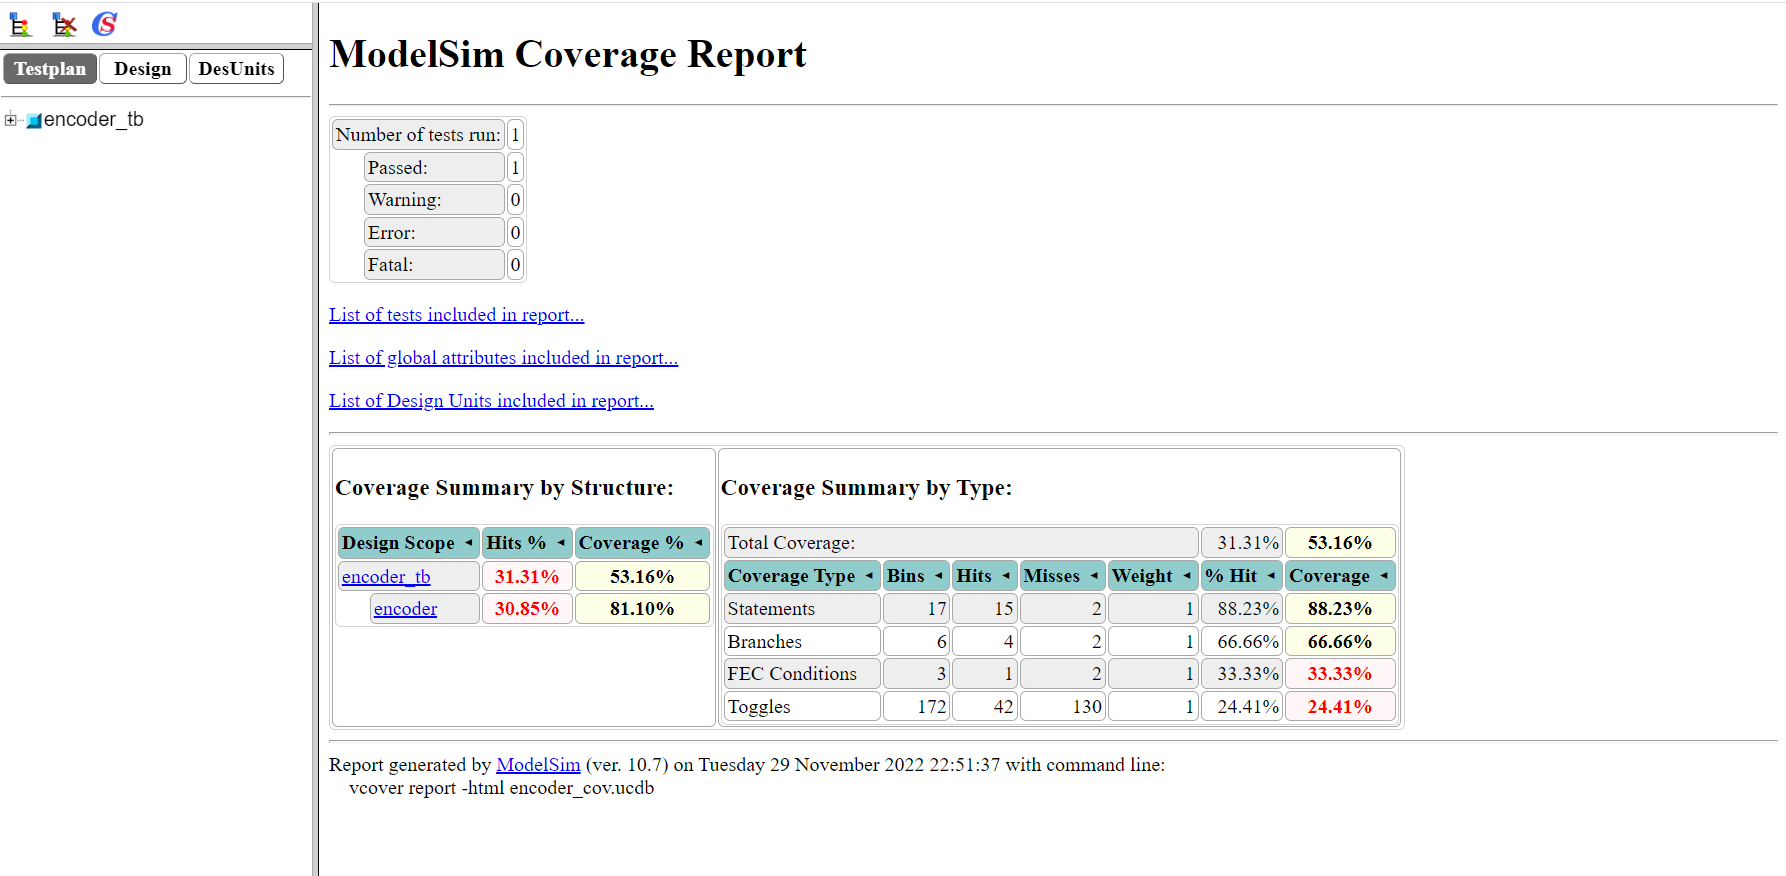 Testplan Design DesUnits
encoder_tb
ModelSim Coverage Report
Number of tests run: 1
Passed: 1
Warning: 0
Error: 0
Fatal: 0
List of tests included in report...
List of global attributes included in report...
List of Design Units included in report...
Coverage Summary by Structure:
Design Scope Hits % Coverage %
encoder_tb 31.31% 53.16%
encoder 30.85% 81.10%
Coverage Summary by Type:
Total Coverage: 31.31% 53.16%
Coverage Type Bins Hits Misses Weight % Hit Coverage
Statements 17 15 2 1 88.23% 88.23%
Branches 6 4 2 1 66.66% 66.66%
FEC Conditions 3 1 2 1 33.33% 33.33%
Toggles 172 42 130 1 24.41% 24.41%
Report generated by ModelSim (ver. 10.7) on Tuesday 29 November 2022 22:51:37 with command line:
vcover report -html encoder_cov.ucdb